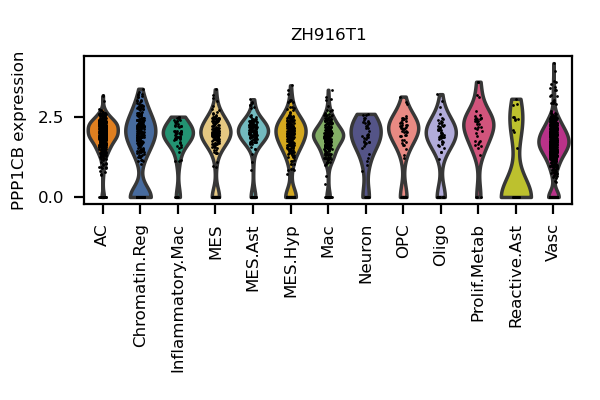 ZH916T1
PPP1CB expression
2.5
0.0
AC
Chromatin.Reg
Inflammatory.Mac
MES
MES.Ast
MES.Hyp
Mac
Neuron
OPC
Oligo
Prolif.Metab
Reactive.Ast
Vasc